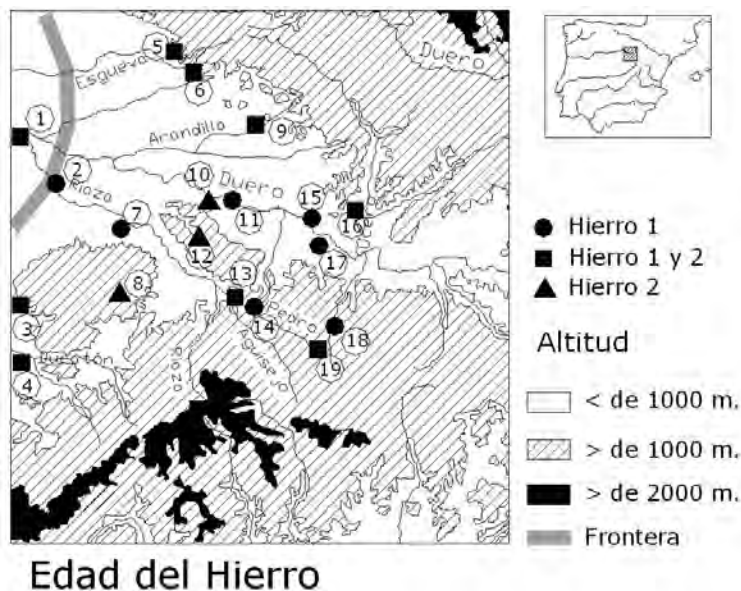 Duero
5
Esgueva
6
1
9
Arandilla
2
Riaza
10
Duero
15
7
11
16
12
17
13
8
3
14
Pedro
18
Duratón
4
Riaza
Aguisejo
19
Hierro 1
Hierro 1 y 2
Hierro 2
Altitud
< de 1000 m.
> de 1000 m.
> de 2000 m.
Frontera
Edad del Hierro